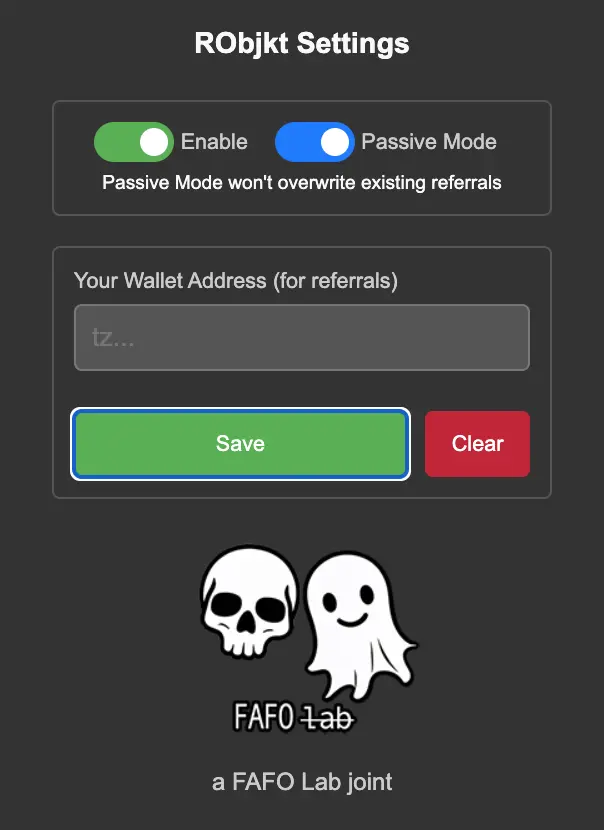 RObjkt Settings
Enable Passive Mode
Passive Mode won't overwrite existing referrals
Your Wallet Address (for referrals)
tz...
Save Clear
FAFO lab
a FAFO Lab joint